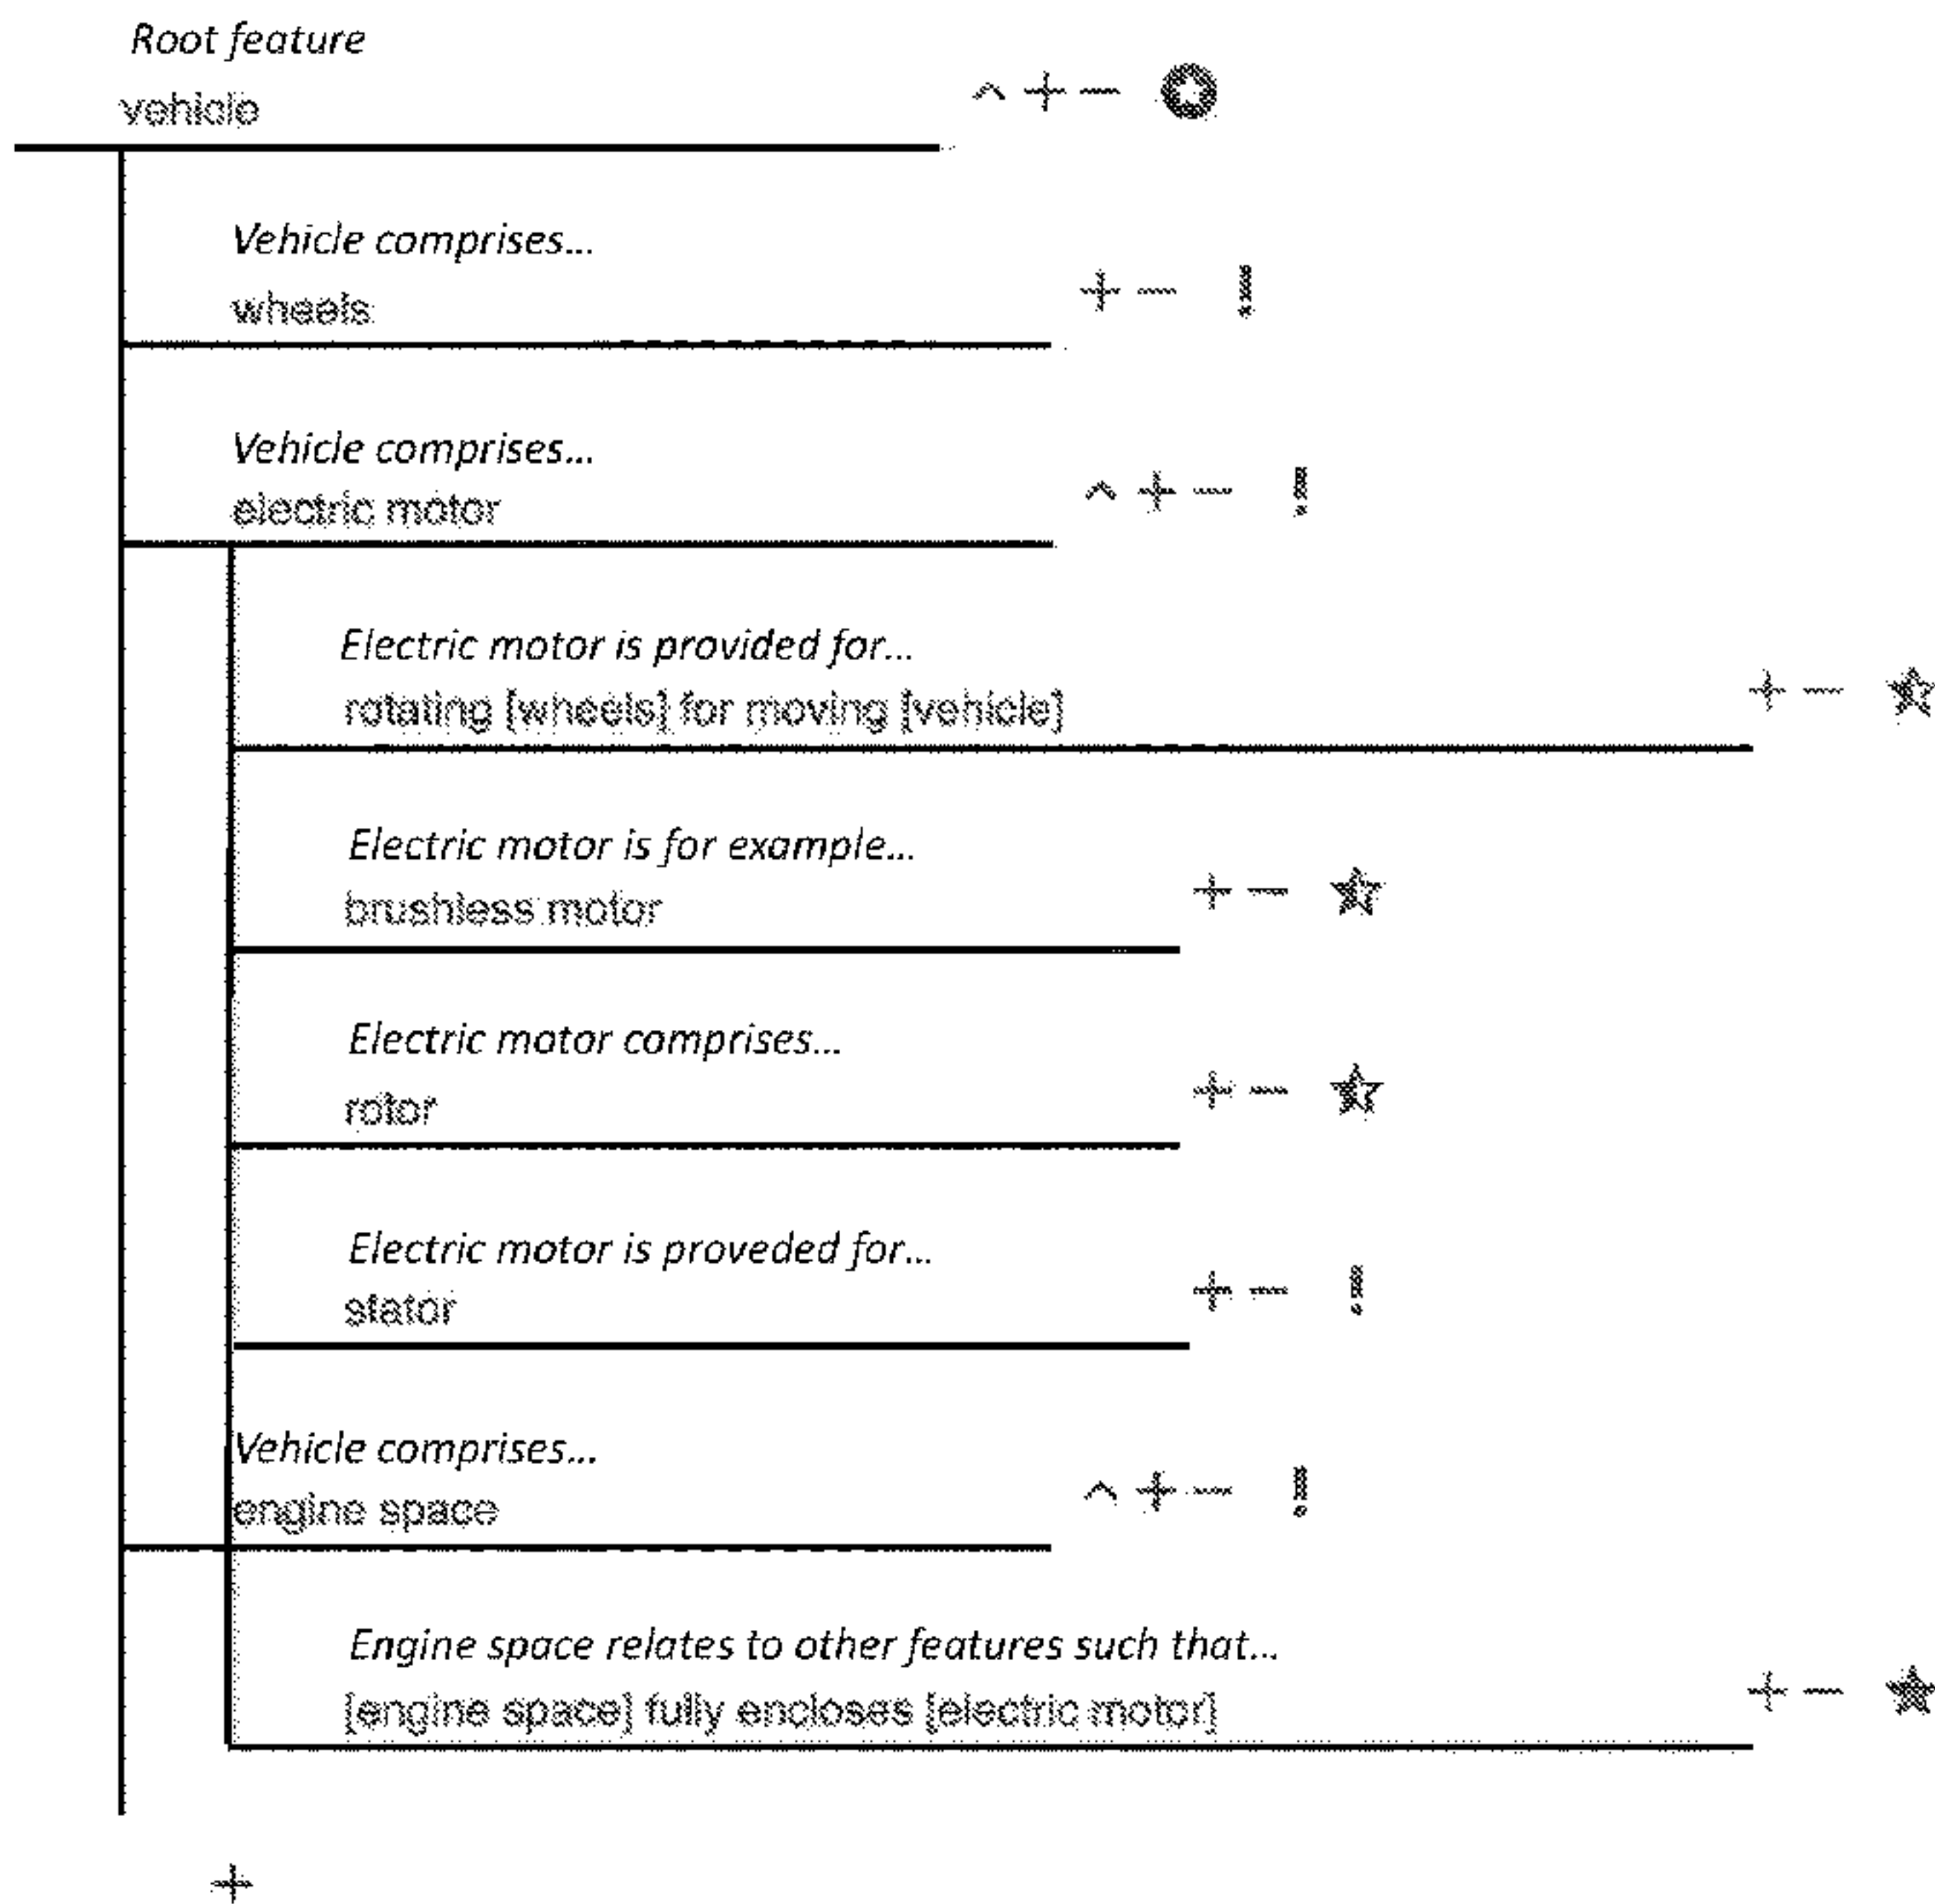 Root feature
vehicle ^ + −
Vehicle comprises...
wheels + − !
Vehicle comprises...
electric motor ^ + − !
Electric motor is provided for...
rotating [wheels] for moving [vehicle] + −
Electric motor is for example...
brushless motor + −
Electric motor comprises...
rotor + −
Electric motor is proveded for...
stator + − !
Vehicle comprises...
engine space ^ + − !
Engine space relates to other features such that...
[engine space] fully encloses [electric motor] + −
+